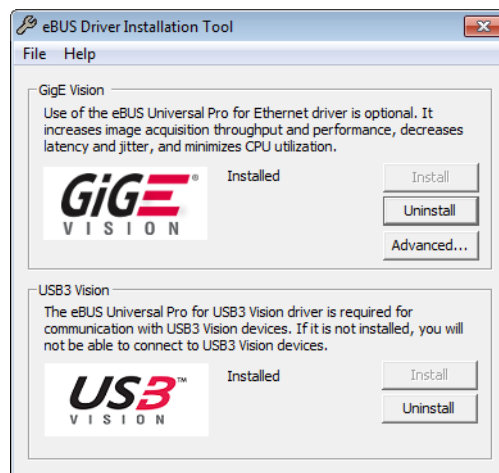 eBUS Driver Installation Tool
File Help
GigE Vision
Use of the eBUS Universal Pro for Ethernet driver is optional. It
increases image acquisition throughput and performance, decreases
latency and jitter, and minimizes CPU utilization.
GiGE® Installed Install
VISION
Uninstall
Advanced...
USB3 Vision
The eBUS Universal Pro for USB3 Vision driver is required for
communication with USB3 Vision devices. If it is not installed, you will
not be able to connect to USB3 Vision devices.
USB™ Installed Install
VISION
Uninstall